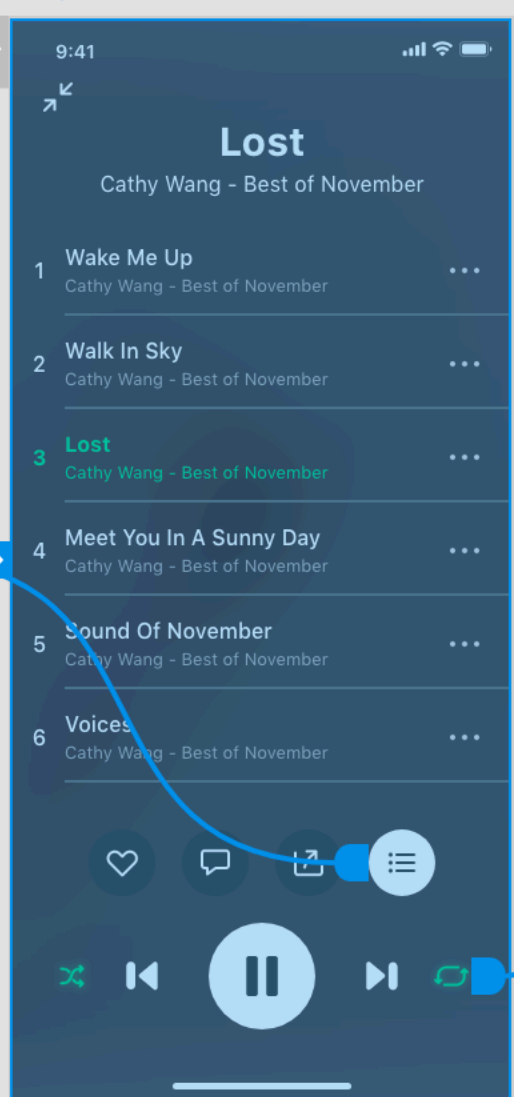 9:41
Lost
Cathy Wang - Best of November
1
Wake Me Up
Cathy Wang - Best of November
2
Walk In Sky
Cathy Wang - Best of November
3
Lost
Cathy Wang - Best of November
4
Meet You In A Sunny Day
Cathy Wang - Best of November
5
Sound Of November
Cathy Wang - Best of November
6
Voices
Cathy Wang - Best of November